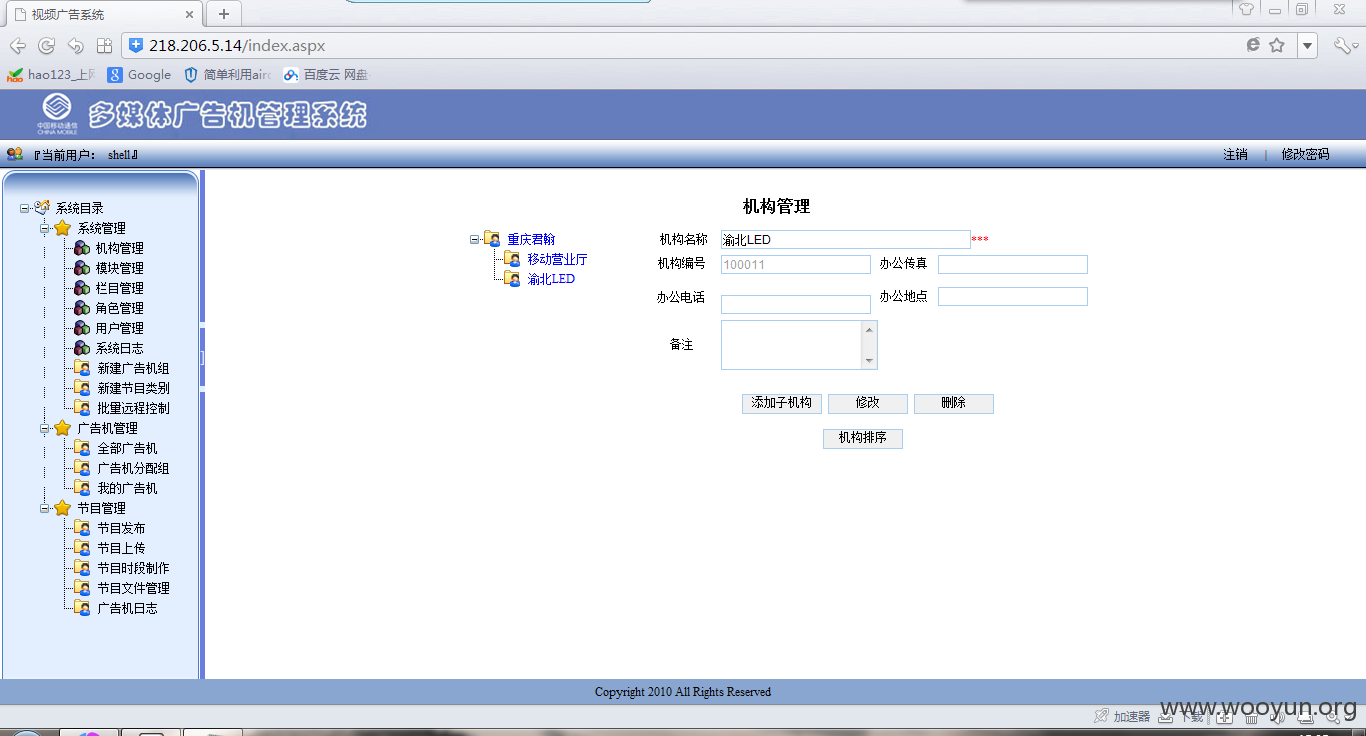 视频广告系统
218.206.5.14/index.aspx
hao123_上网
Google
简单利用airc
百度云 网盘
中国移动通信
CHINA MOBILE
多媒体广告机管理系统
『当前用户： shell』
注销 | 修改密码
系统目录
系统管理
机构管理
模块管理
栏目管理
角色管理
用户管理
系统日志
新建广告机组
新建节目类别
批量远程控制
广告机管理
全部广告机
广告机分配组
我的广告机
节目管理
节目发布
节目上传
节目时段制作
节目文件管理
广告机日志
机构管理
重庆君翰
移动营业厅
渝北LED
机构名称 渝北LED ***
机构编号 100011 办公传真
办公电话 办公地点
备注
添加子机构 修改 删除
机构排序
Copyright 2010 All Rights Reserved
加速器 下载
www.wooyun.org